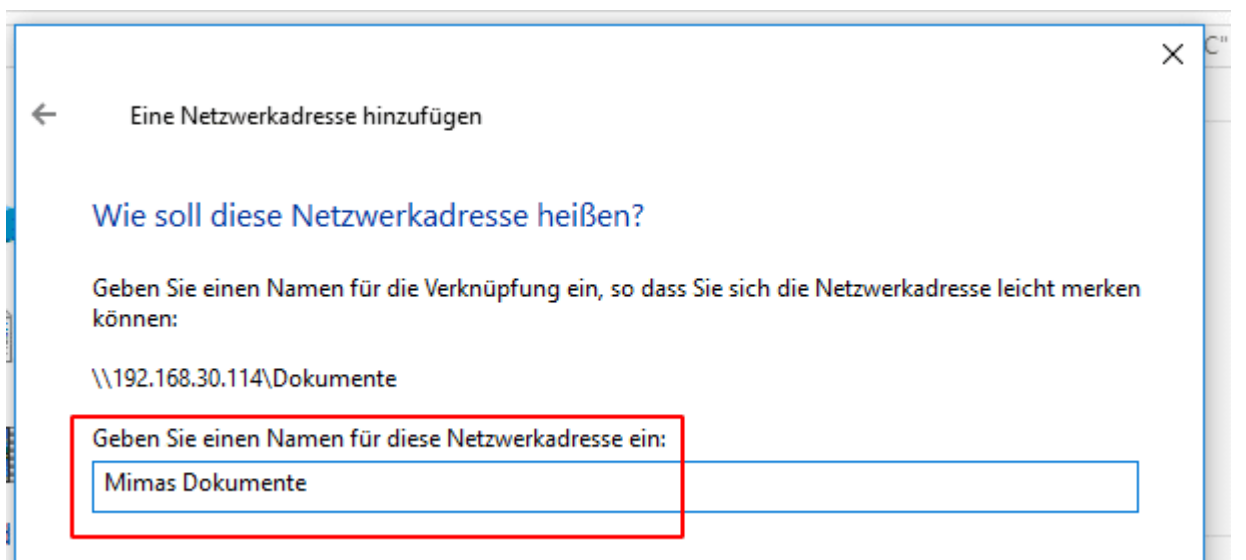 C"
Eine Netzwerkadresse hinzufügen
Wie soll diese Netzwerkadresse heißen?
Geben Sie einen Namen für die Verknüpfung ein, so dass Sie sich die Netzwerkadresse leicht merken
können:
\\192.168.30.114\Dokumente
Geben Sie einen Namen für diese Netzwerkadresse ein:
Mimas Dokumente